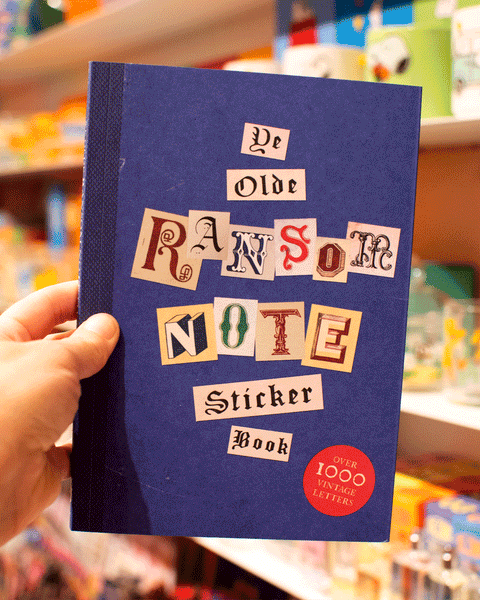 Ye
Olde
RANSOM
NOTE
Sticker
Book
OVER
1000
VINTAGE
LETTERS